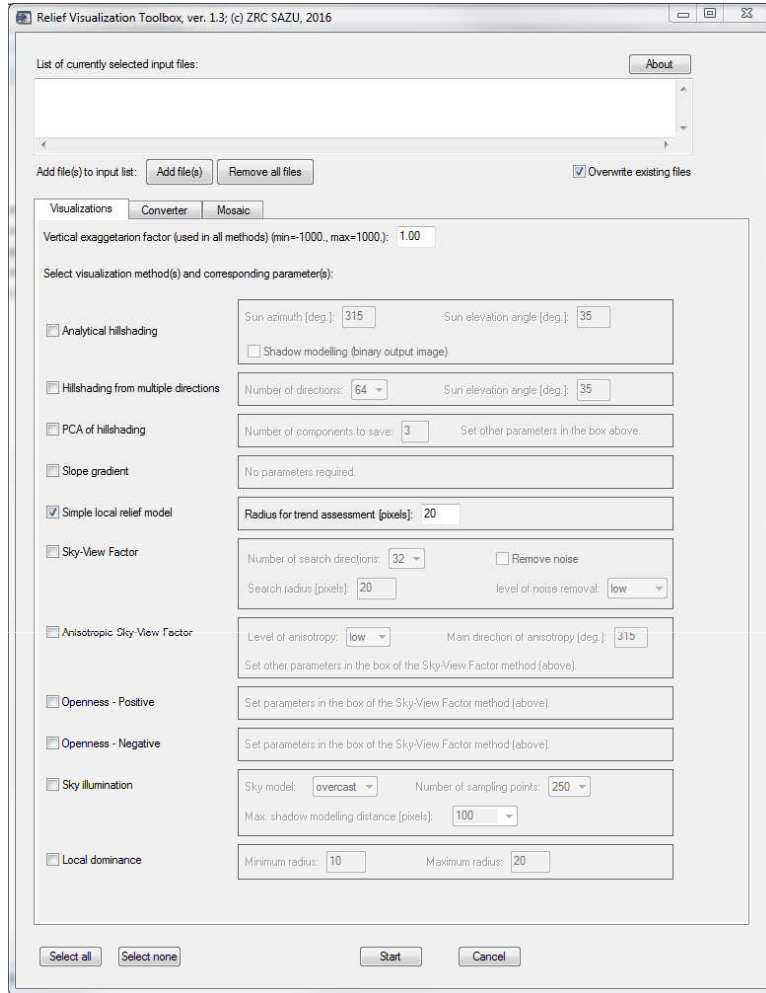 Relief Visualization Toolbox, ver. 1.3; (c) ZRC SAZU, 2016
List of currently selected input files:
About
Add file(s) to input list:
Add file(s)
Remove all files
Overwrite existing files
Visualizations
Converter
Mosaic
Vertical exaggetarion factor (used in all methods) (min=-1000., max=1000.): 1.00
Select visualization method(s) and corresponding parameter(s):
Analytical hillshading
Sun azimuth [deg.]: 315
Sun elevation angle [deg.]: 35
Shadow modelling (binary output image)
Hillshading from multiple directions
Number of directions: 64
Sun elevation angle [deg.]: 35
PCA of hillshading
Number of components to save: 3
Set other parameters in the box above.
Slope gradient
No parameters required.
Simple local relief model
Radius for trend assessment [pixels]: 20
Sky-View Factor
Number of search directions: 32
Remove noise
Search radius [pixels]: 20
level of noise removal: low
Anisotropic Sky-View Factor
Level of anisotropy: low
Main direction of anisotropy [deg.]: 315
Set other parameters in the box of the Sky-View Factor method (above).
Openness - Positive
Set parameters in the box of the Sky-View Factor method (above).
Openness - Negative
Set parameters in the box of the Sky-View Factor method (above).
Sky illumination
Sky model: overcast
Number of sampling points: 250
Max. shadow modelling distance [pixels]: 100
Local dominance
Minimum radius: 10
Maximum radius: 20
Select all
Select none
Start
Cancel